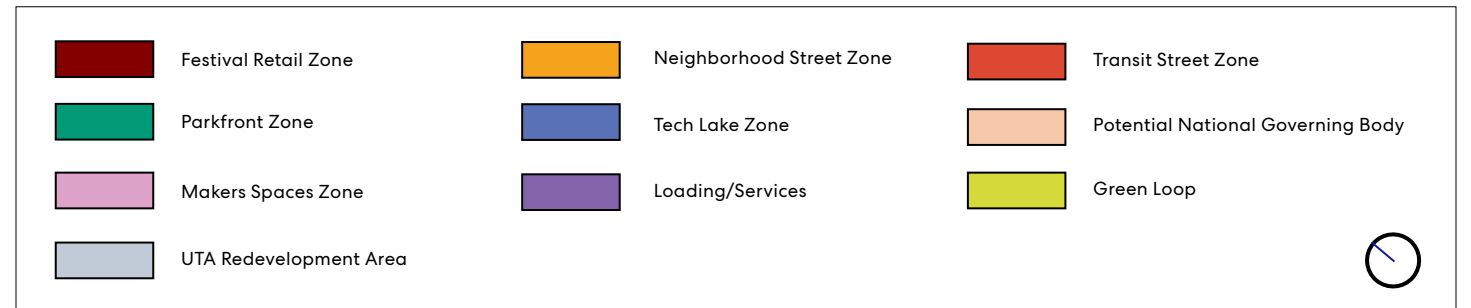 Festival Retail Zone
Neighborhood Street Zone
Transit Street Zone
Parkfront Zone
Tech Lake Zone
Potential National Governing Body
Makers Spaces Zone
Loading/Services
Green Loop
UTA Redevelopment Area